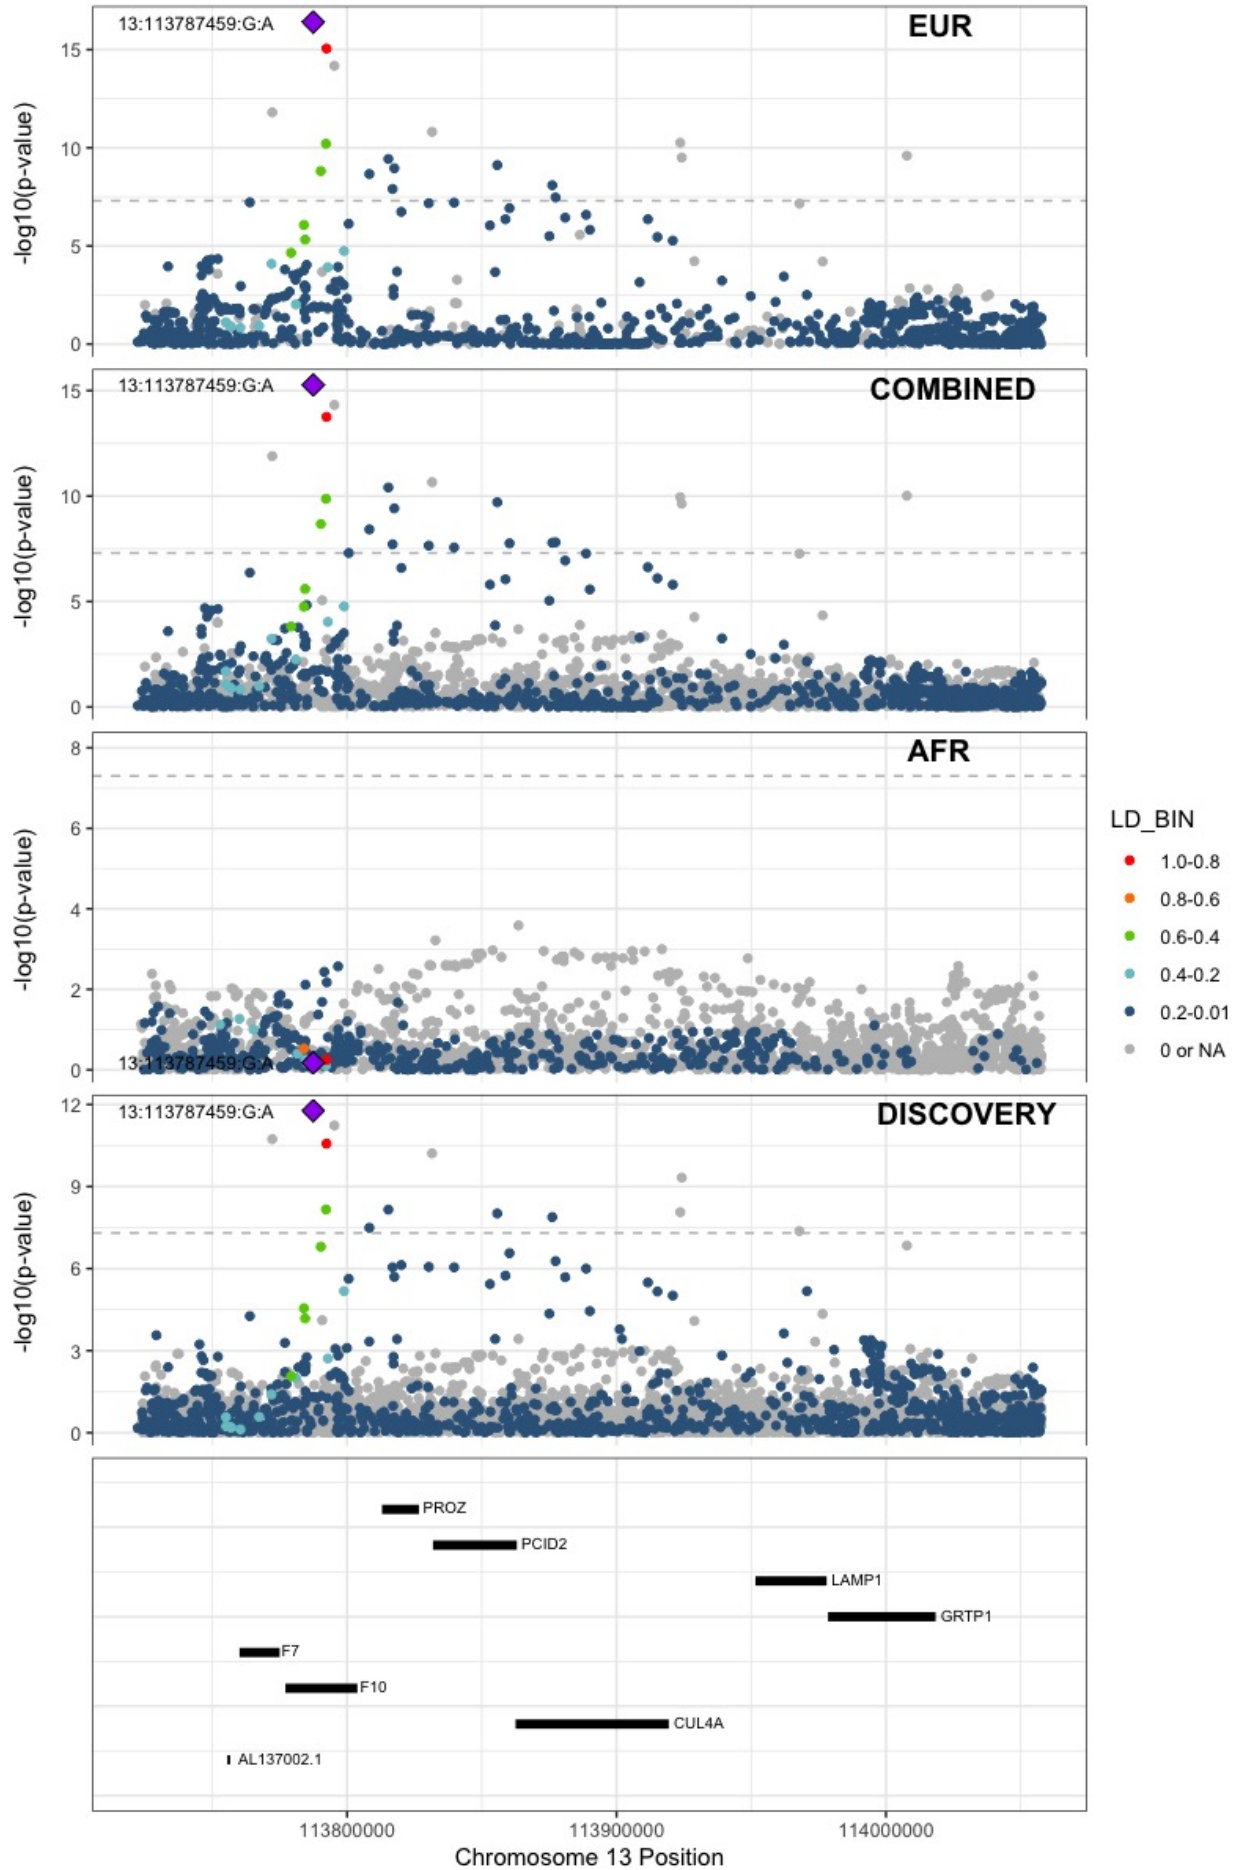 13:113787459:G:A
EUR
15
10
5
0
-log10(p-value)
13:113787459:G:A
COMBINED
15
10
5
0
-log10(p-value)
AFR
8
6
4
2
0
-log10(p-value)
13:113787459:G:A
LD_BIN
1.0-0.8
0.8-0.6
0.6-0.4
0.4-0.2
0.2-0.01
0 or NA
13:113787459:G:A
DISCOVERY
12
9
6
3
0
-log10(p-value)
PROZ
PCID2
LAMP1
GRTP1
F7
F10
CUL4A
AL137002.1
113800000 113900000 114000000
Chromosome 13 Position